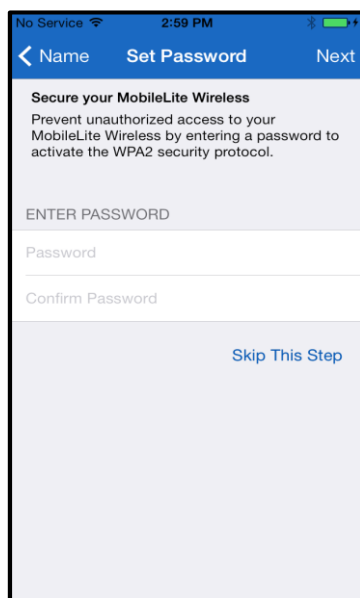 No Service 2:59 PM
Name Set Password Next
Secure your MobileLite Wireless
Prevent unauthorized access to your
MobileLite Wireless by entering a password to
activate the WPA2 security protocol.
ENTER PASSWORD
Password
Confirm Password
Skip This Step